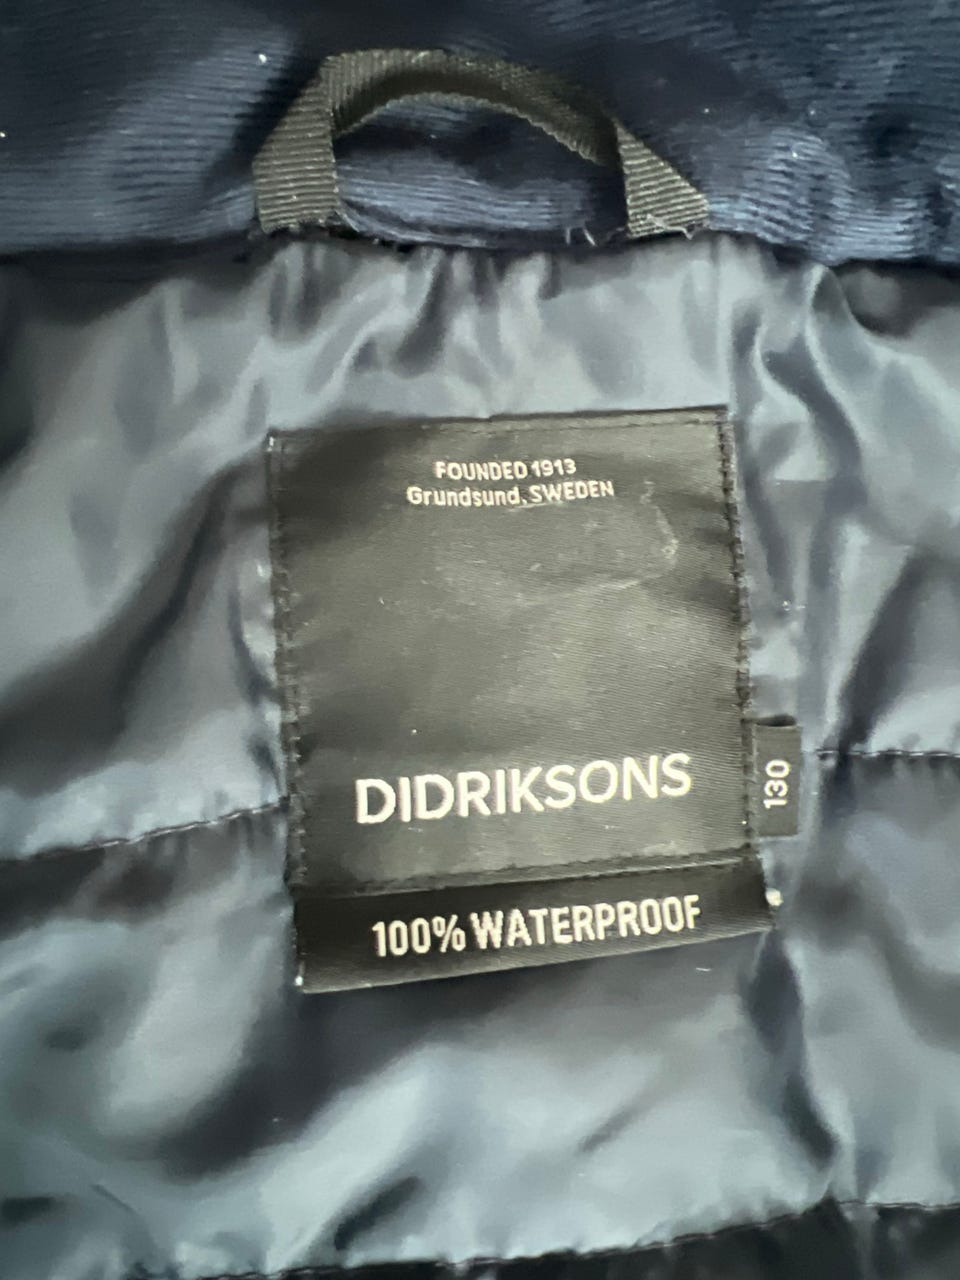 FOUNDED 1913
Grundsund, SWEDEN
DIDRIKSONS
130
100% WATERPROOF